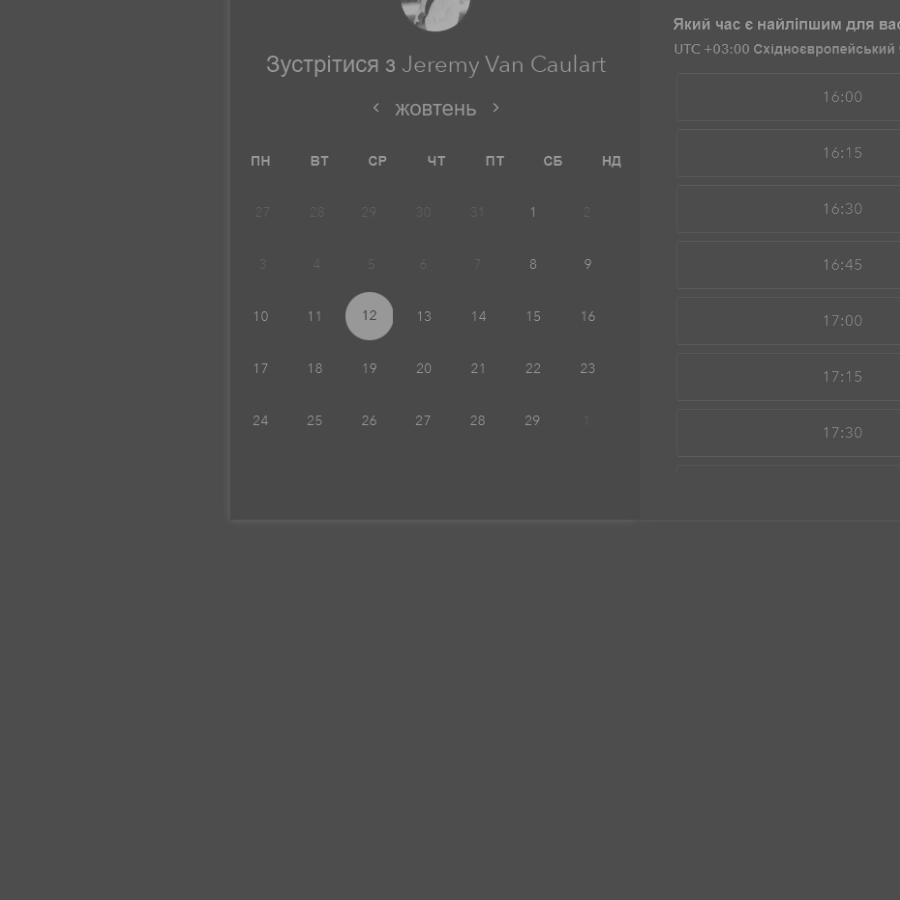 Зустрітися з Jeremy Van Caulart
жовтень
ПН ВТ СР ЧТ ПТ СБ НД
27 28 29 30 31 1 2
3 4 5 6 7 8 9
10 11 12 13 14 15 16
17 18 19 20 21 22 23
24 25 26 27 28 29 1
Який час є найліпшим для вас
UTC +03:00 Східноєвропейський
16:00
16:15
16:30
16:45
17:00
17:15
17:30